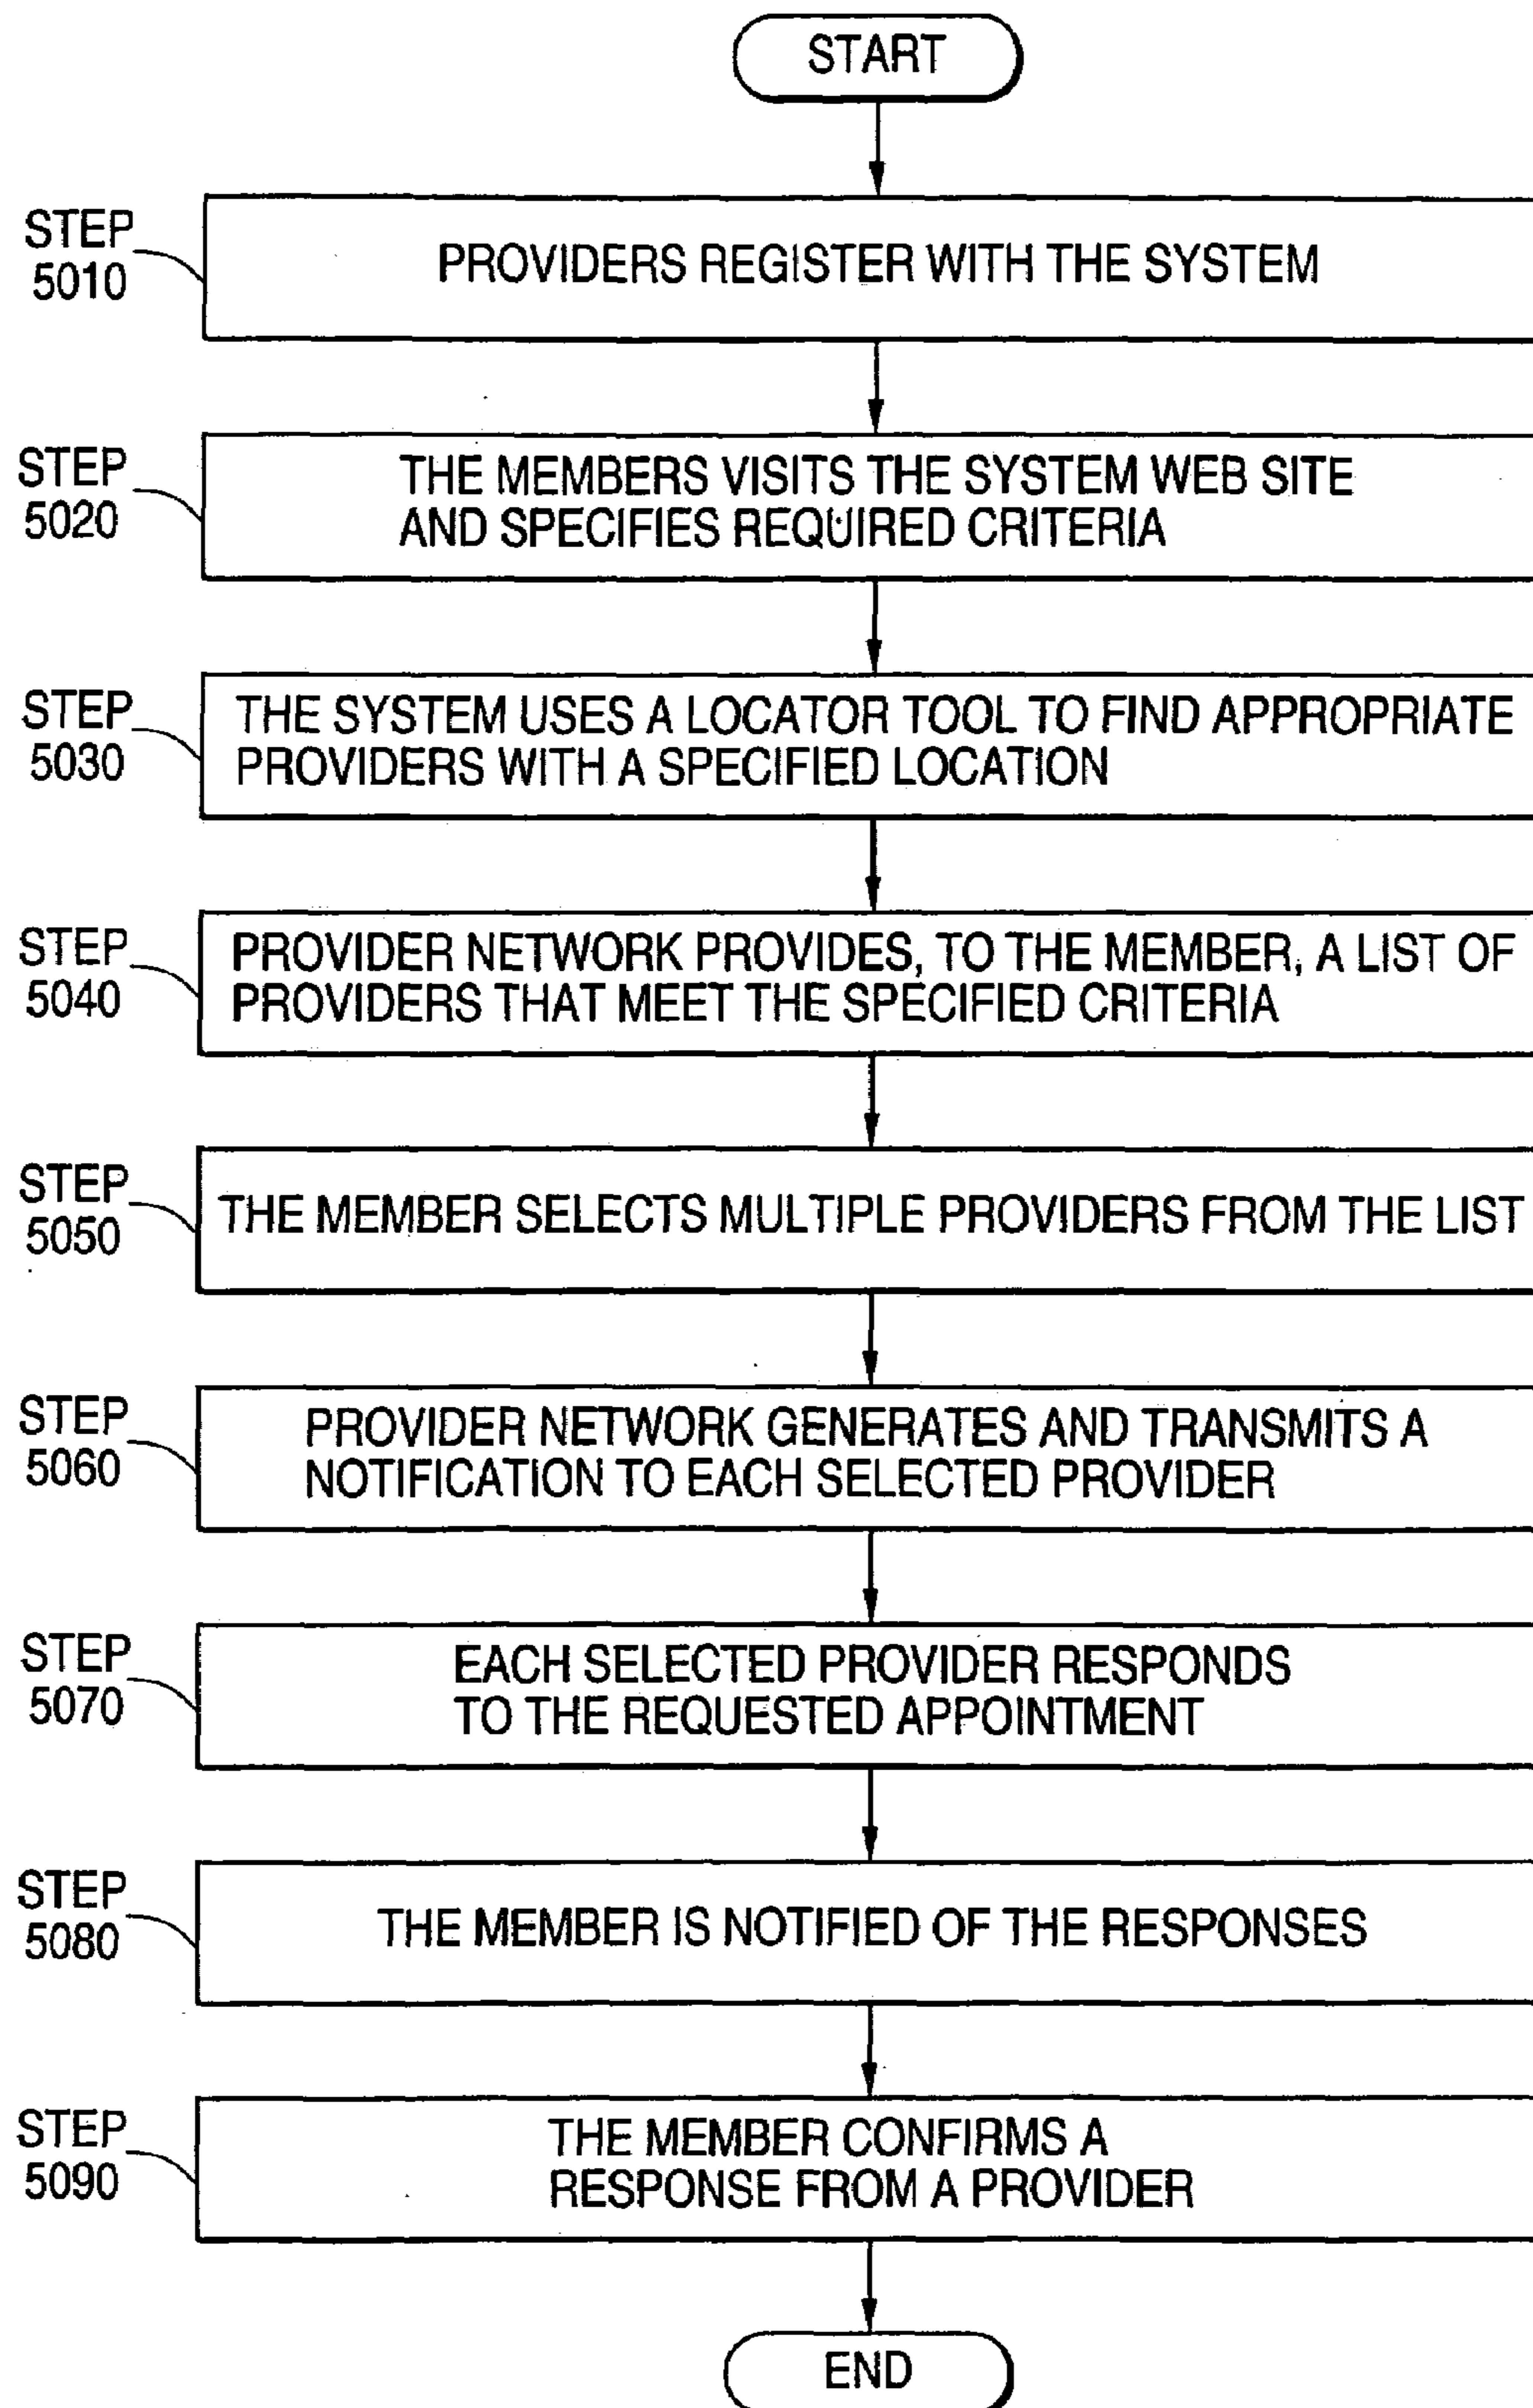 START
STEP
5010
PROVIDERS REGISTER WITH THE SYSTEM
STEP
5020
THE MEMBERS VISITS THE SYSTEM WEB SITE
AND SPECIFIES REQUIRED CRITERIA
STEP
5030
THE SYSTEM USES A LOCATOR TOOL TO FIND APPROPRIATE
PROVIDERS WITH A SPECIFIED LOCATION
STEP
5040
PROVIDER NETWORK PROVIDES, TO THE MEMBER, A LIST OF
PROVIDERS THAT MEET THE SPECIFIED CRITERIA
STEP
5050
THE MEMBER SELECTS MULTIPLE PROVIDERS FROM THE LIST
STEP
5060
PROVIDER NETWORK GENERATES AND TRANSMITS A
NOTIFICATION TO EACH SELECTED PROVIDER
STEP
5070
EACH SELECTED PROVIDER RESPONDS
TO THE REQUESTED APPOINTMENT
STEP
5080
THE MEMBER IS NOTIFIED OF THE RESPONSES
STEP
5090
THE MEMBER CONFIRMS A
RESPONSE FROM A PROVIDER
END